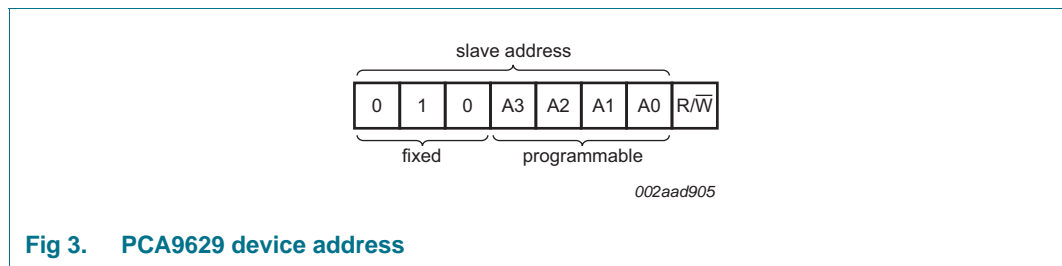 slave address
0 1 0 A3 A2 A1 A0 R/W̅
fixed programmable
002aad905
Fig 3. PCA9629 device address